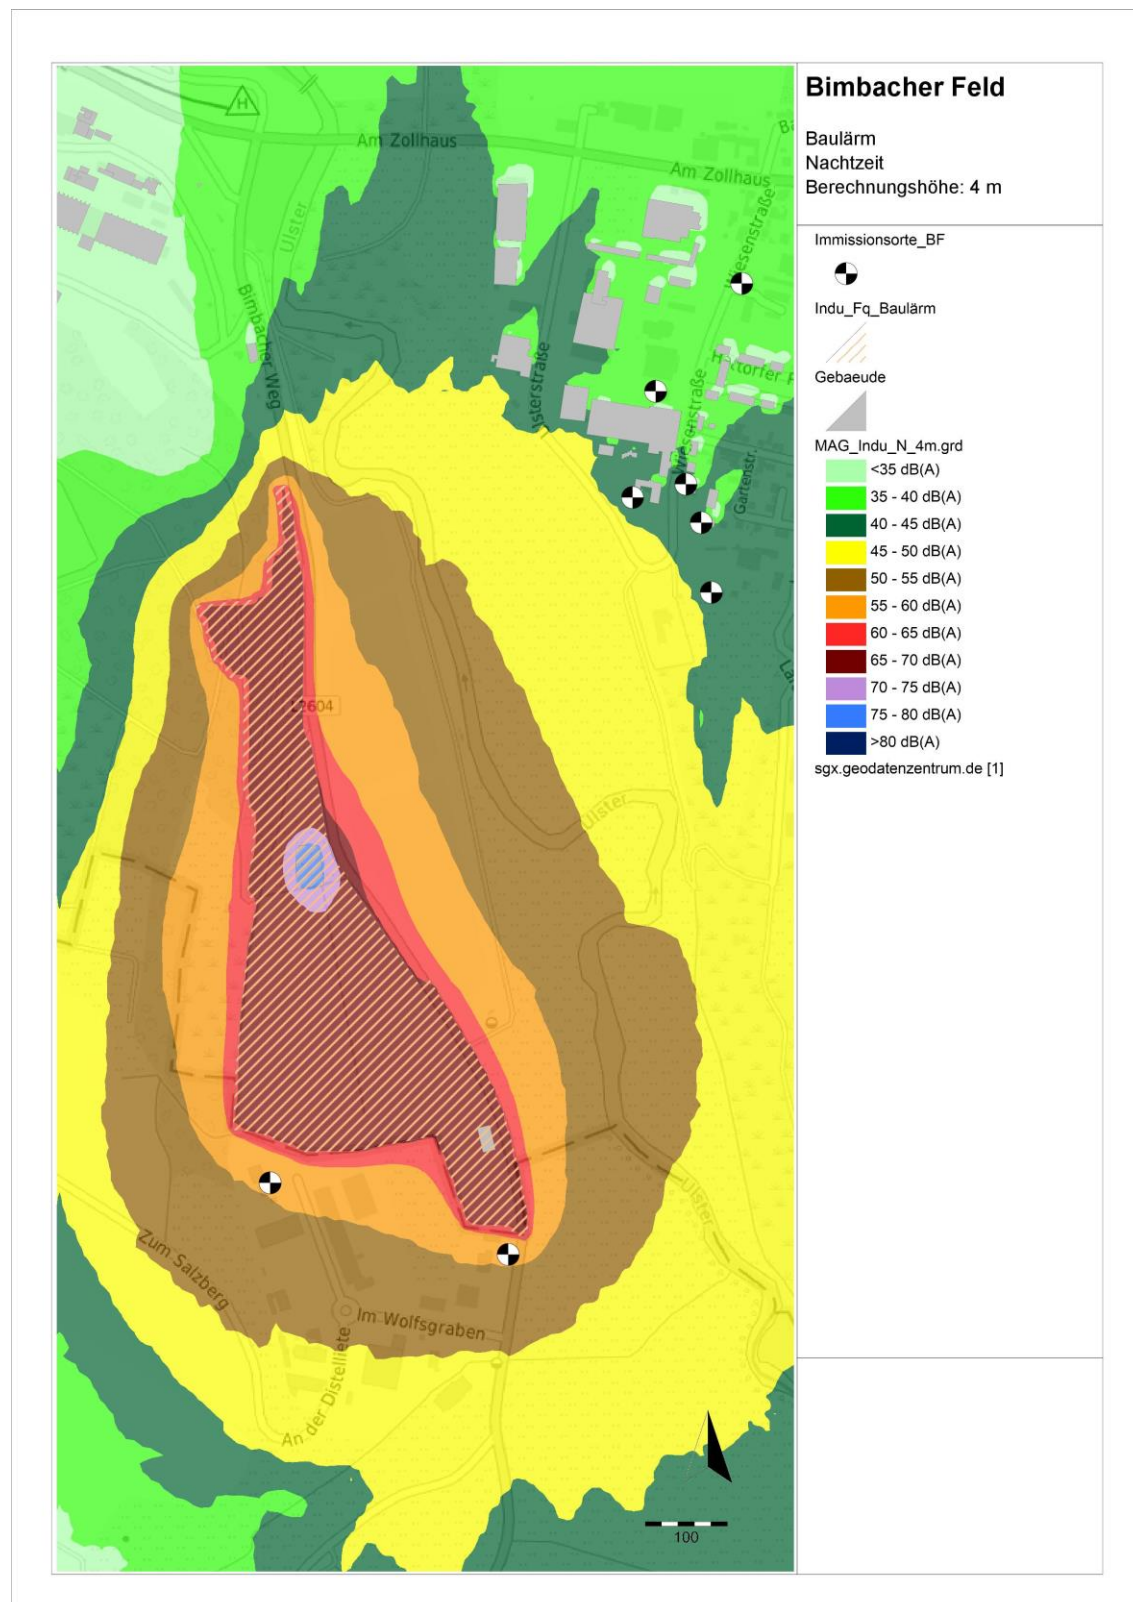 Bimbacher Feld
Baulärm
Nachtzeit
Berechnungshöhe: 4 m
Immissionsorte_BF
Indu_Fq_Baulärm
Gebaeude
MAG_Indu_N_4m.grd
<35 dB(A)
35 - 40 dB(A)
40 - 45 dB(A)
45 - 50 dB(A)
50 - 55 dB(A)
55 - 60 dB(A)
60 - 65 dB(A)
65 - 70 dB(A)
70 - 75 dB(A)
75 - 80 dB(A)
>80 dB(A)
sgx.geodatenzentrum.de [1]
H
Am Zollhaus
Am Zollhaus
Ulster
Wiesenstraße
Bimbacher Weg
lsterstraße
Wiesenstraße
Gartenstr.
Ulster
Ulster
Zum Salzberg
Im Wolfsgraben
An der Distelliete
100